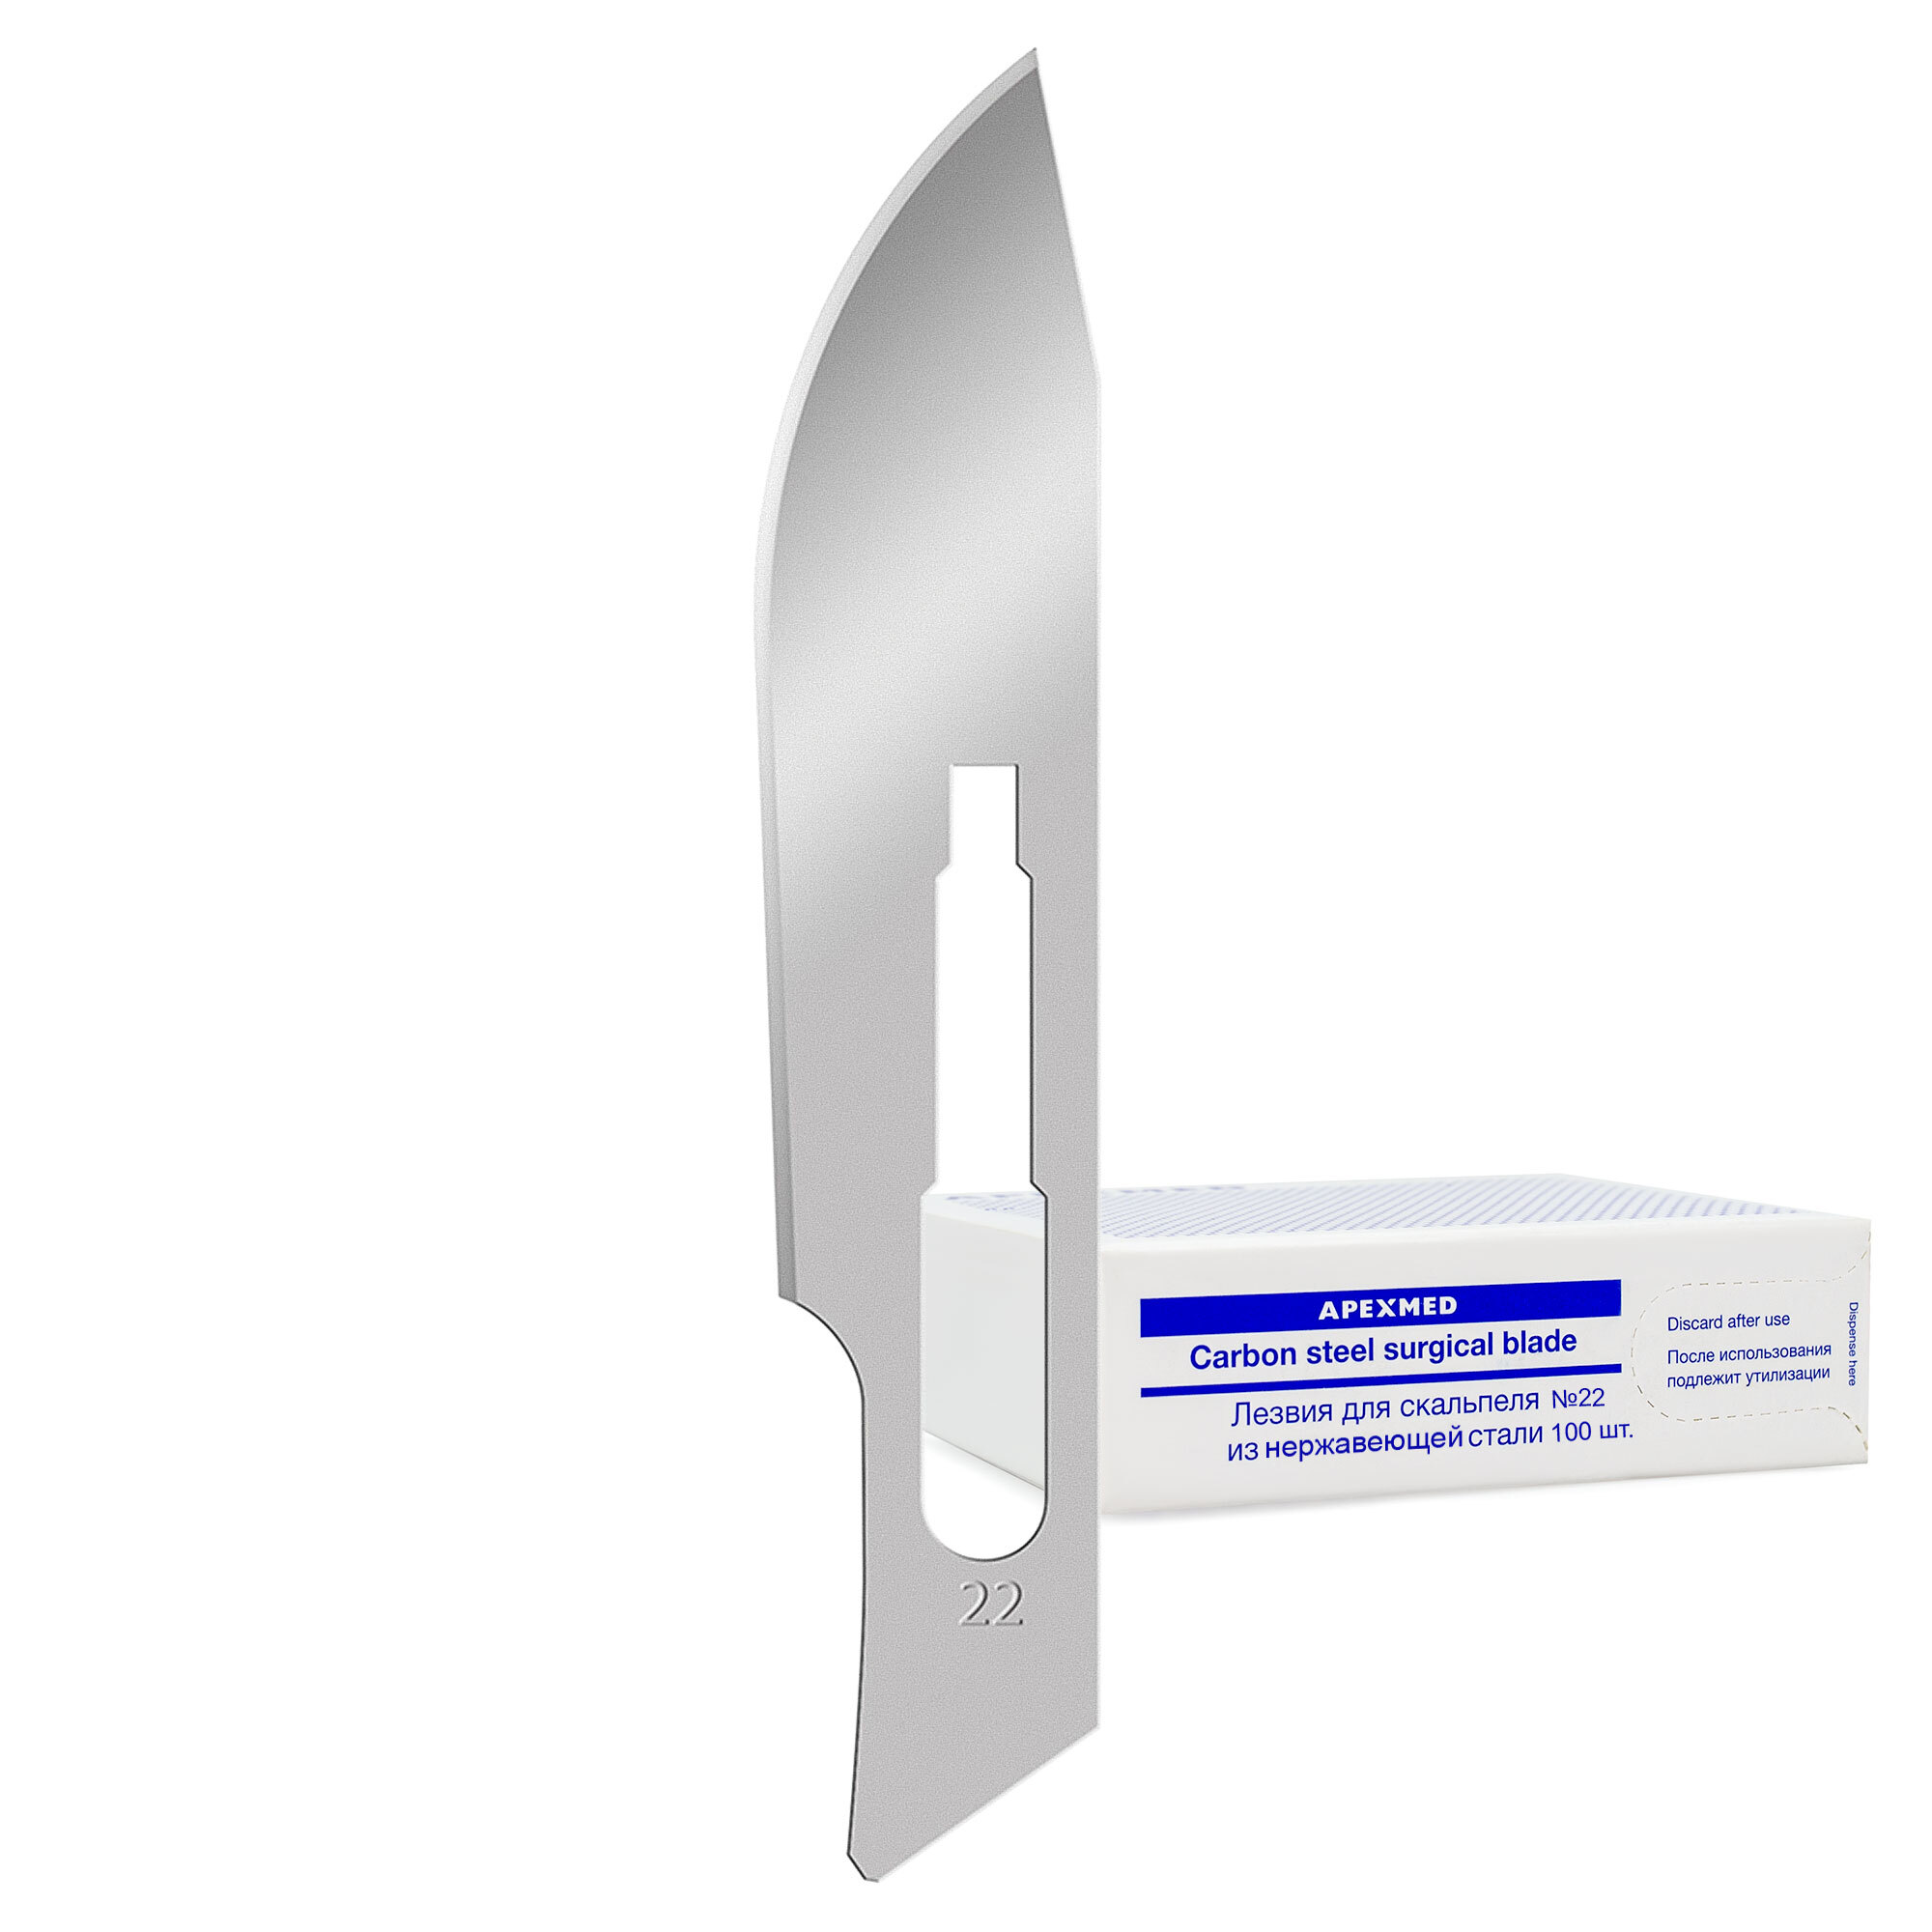 APEXMED
Carbon steel surgical blade
Лезвия для скальпеля №22
из нержавеющей стали 100 шт.
Discard after use
После использования
подлежит утилизации
Dispense here
22